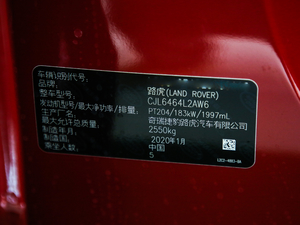 车辆识别代号:
品牌: 路虎(LAND ROVER)
整车型号: CJL6464L2AW6
发动机型号/最大净功率/排量: PT204/183kW/1997mL
生产厂名: 奇瑞捷豹路虎汽车有限公司
最大允许总质量: 2550kg
制造年月: 2020年1月
制造国: 中国
乘坐人数: 5